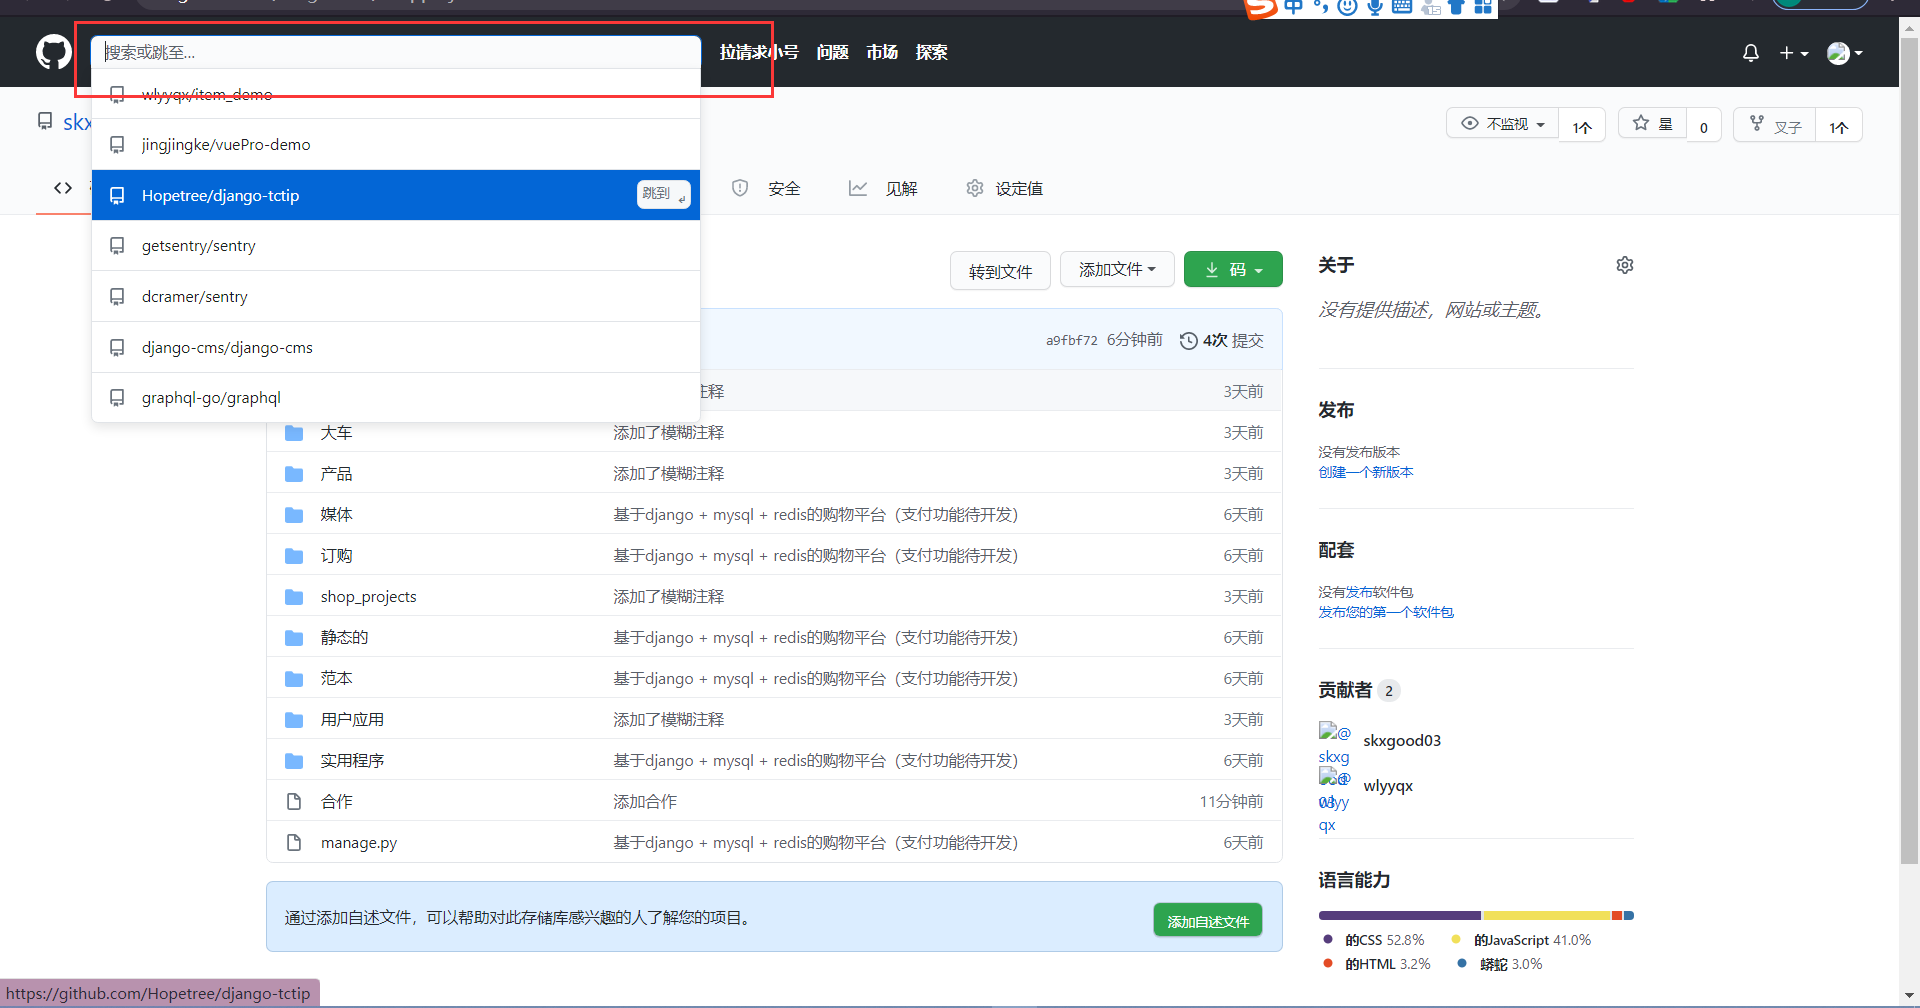 搜索或跳至...
拉请求小号 问题 市场 探索
wlyyqx/item_demo
skx
不监视 1个 星 0 叉子 1个
jingjingke/vuePro-demo
Hopetree/django-tctip 跳到
安全 见解 设定值
getsentry/sentry
dcramer/sentry
django-cms/django-cms
graphql-go/graphql
转到文件 添加文件 码
a9fbf72 6分钟前 4次 提交
注释 3天前
大车 添加了模糊注释 3天前
产品 添加了模糊注释 3天前
媒体 基于django + mysql + redis的购物平台（支付功能待开发） 6天前
订购 基于django + mysql + redis的购物平台（支付功能待开发） 6天前
shop_projects 添加了模糊注释 3天前
静态的 基于django + mysql + redis的购物平台（支付功能待开发） 6天前
范本 基于django + mysql + redis的购物平台（支付功能待开发） 6天前
用户应用 添加了模糊注释 3天前
实用程序 基于django + mysql + redis的购物平台（支付功能待开发） 6天前
合作 添加合作 11分钟前
manage.py 基于django + mysql + redis的购物平台（支付功能待开发） 6天前
通过添加自述文件，可以帮助对此存储库感兴趣的人了解您的项目。 添加自述文件
关于
没有提供描述，网站或主题。
发布
没有发布版本
创建一个新版本
配套
没有发布软件包
发布您的第一个软件包
贡献者 2
@skxgood03 skxgood03
@wlyyqx wlyyqx
语言能力
的CSS 52.8% 的JavaScript 41.0%
的HTML 3.2% 蟒蛇 3.0%
https://github.com/Hopetree/django-tctip
中